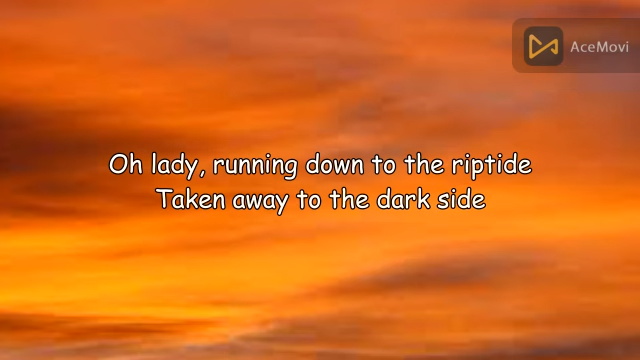 AceMovi
Oh lady, running down to the riptide
Taken away to the dark side